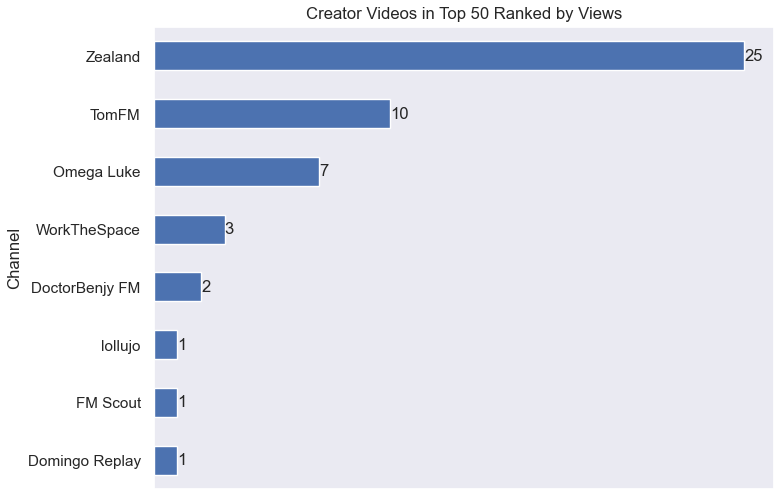 Creator Videos in Top 50 Ranked by Views
Channel
Zealand 25
TomFM 10
Omega Luke 7
WorkTheSpace 3
DoctorBenjy FM 2
lollujo 1
FM Scout 1
Domingo Replay 1